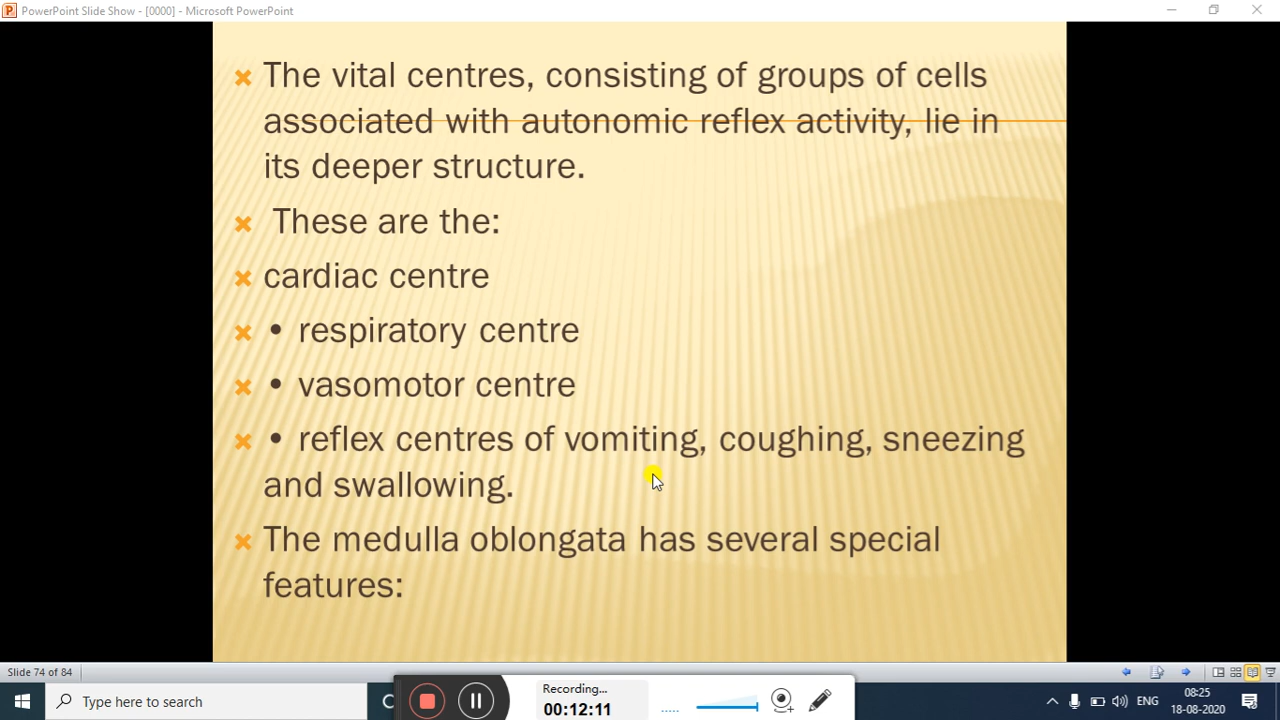 PowerPoint Slide Show - [0000] - Microsoft PowerPoint
The vital centres, consisting of groups of cells
associated with autonomic reflex activity, lie in
its deeper structure.
These are the:
cardiac centre
• respiratory centre
• vasomotor centre
• reflex centres of vomiting, coughing, sneezing
and swallowing.
The medulla oblongata has several special
features:
Slide 74 of 84
Type here to search
Recording...
00:12:11
ENG
08:25
18-08-2020